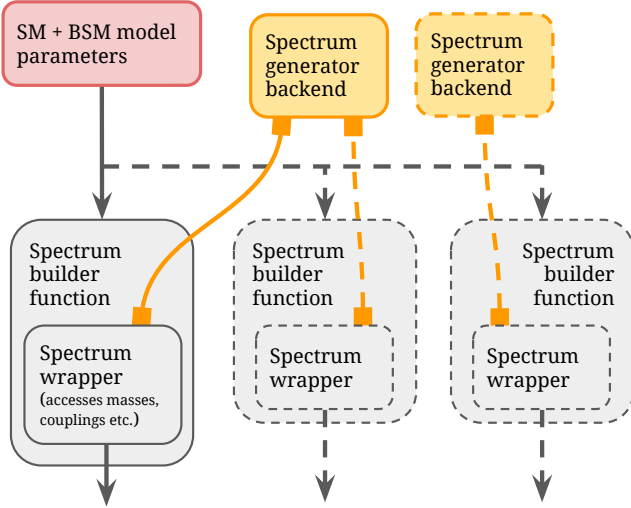 SM + BSM model
parameters
Spectrum
generator
backend
Spectrum
generator
backend
Spectrum
builder
function
Spectrum
wrapper
(accesses masses,
couplings etc.)
Spectrum
builder
function
Spectrum
wrapper
Spectrum
builder
function
Spectrum
wrapper